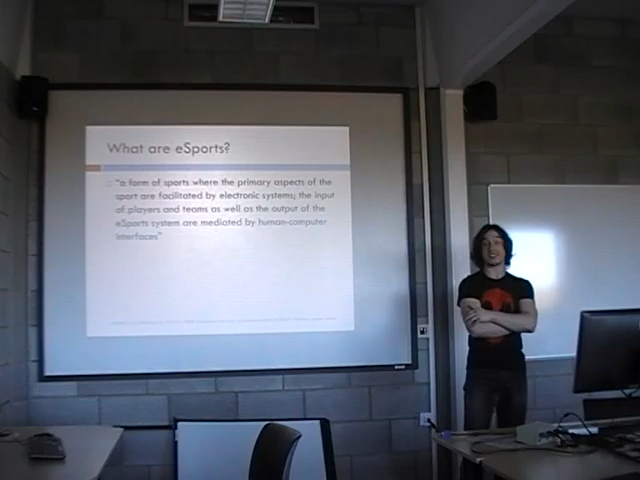 What are eSports?
"a form of sports where the primary aspects of the
sport are facilitated by electronic systems; the input
of players and teams as well as the output of the
eSports system are mediated by human-computer
interfaces"